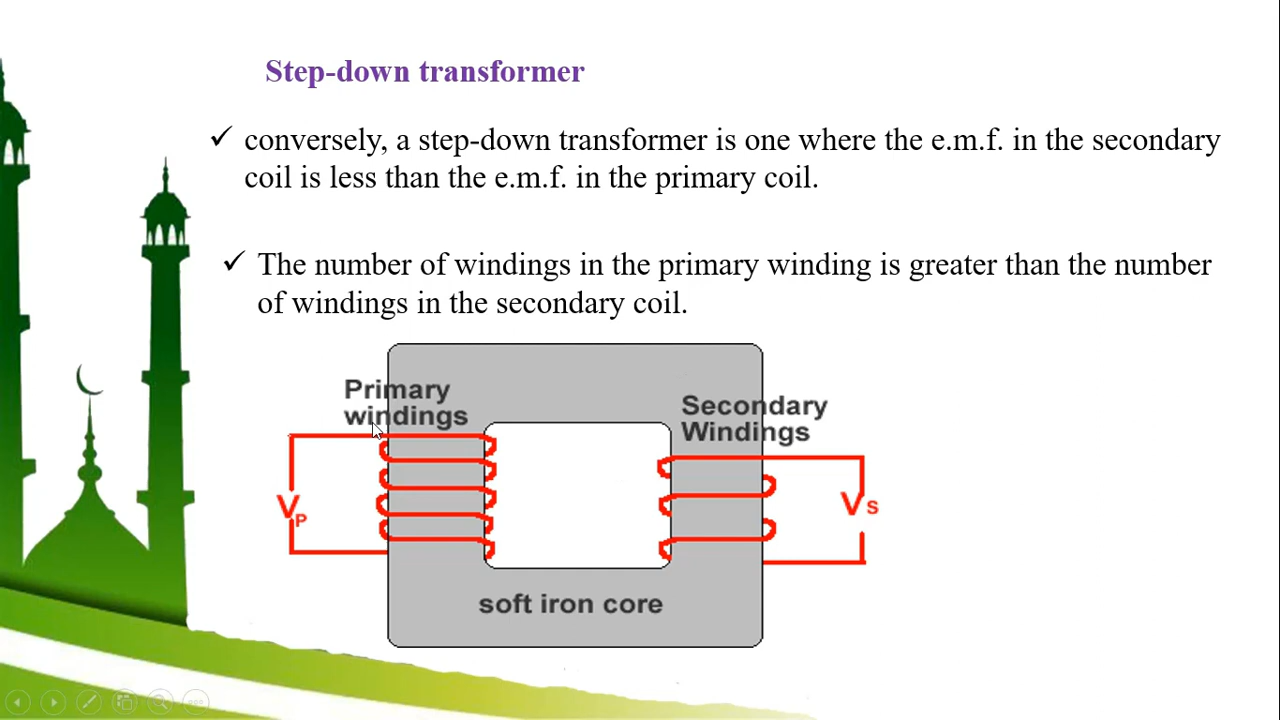 Step-down transformer
✓ conversely, a step-down transformer is one where the e.m.f. in the secondary
coil is less than the e.m.f. in the primary coil.
✓ The number of windings in the primary winding is greater than the number
of windings in the secondary coil.
Primary
windings
Secondary
Windings
VP
VS
soft iron core